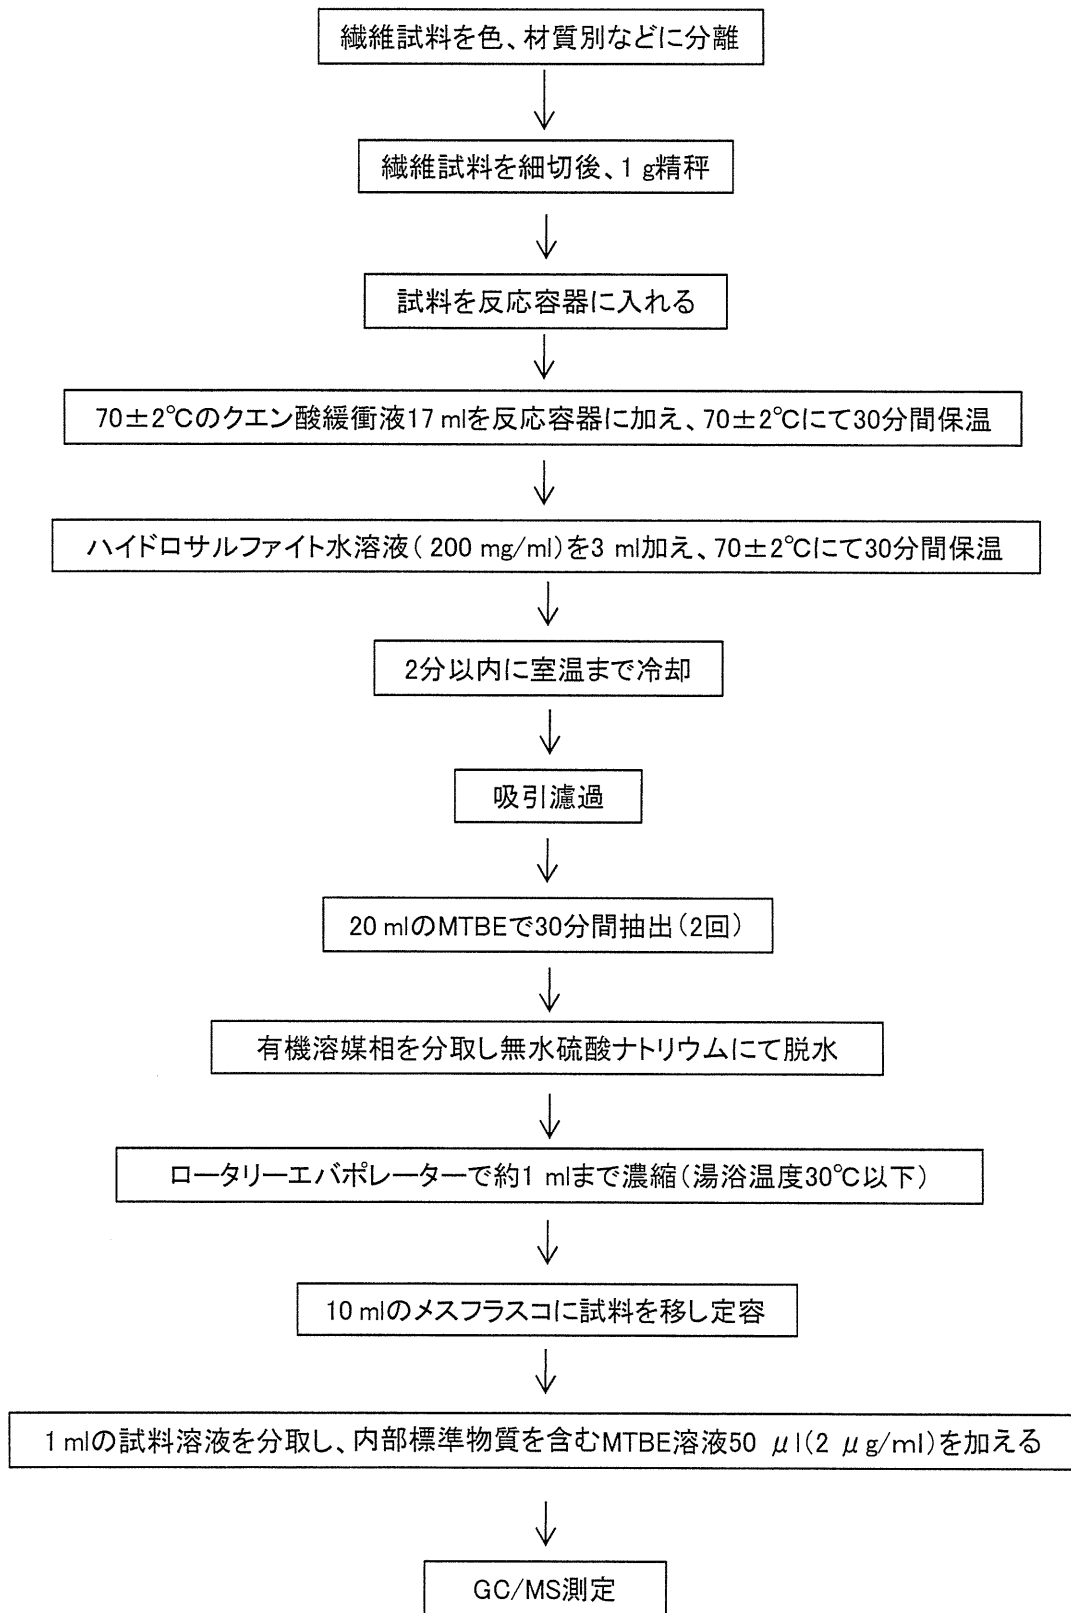 繊維試料を色、材質別などに分離
繊維試料を細切後、1 g精秤
試料を反応容器に入れる
70±2℃のクエン酸緩衝液17 mlを反応容器に加え、70±2℃にて30分間保温
ハイドロサルファイト水溶液( 200 mg/ml)を3 ml加え、70±2℃にて30分間保温
2分以内に室温まで冷却
吸引濾過
20 mlのMTBEで30分間抽出(2回)
有機溶媒相を分取し無水硫酸ナトリウムにて脱水
ロータリーエバポレーターで約1 mlまで濃縮(湯浴温度30℃以下)
10 mlのメスフラスコに試料を移し定容
1 mlの試料溶液を分取し、内部標準物質を含むMTBE溶液50 μl(2 μg/ml)を加える
GC/MS測定